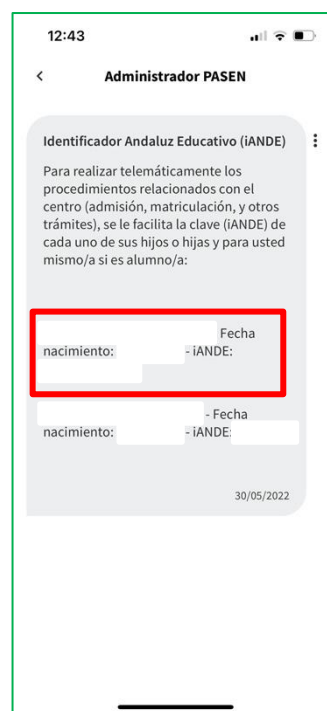 12:43
Administrador PASEN
Identificador Andaluz Educativo (iANDE)
Para realizar telemáticamente los
procedimientos relacionados con el
centro (admisión, matriculación, y otros
trámites), se le facilita la clave (iANDE) de
cada uno de sus hijos o hijas y para usted
mismo/a si es alumno/a:
Fecha
nacimiento: - iANDE:
- Fecha
nacimiento: - iANDE:
30/05/2022